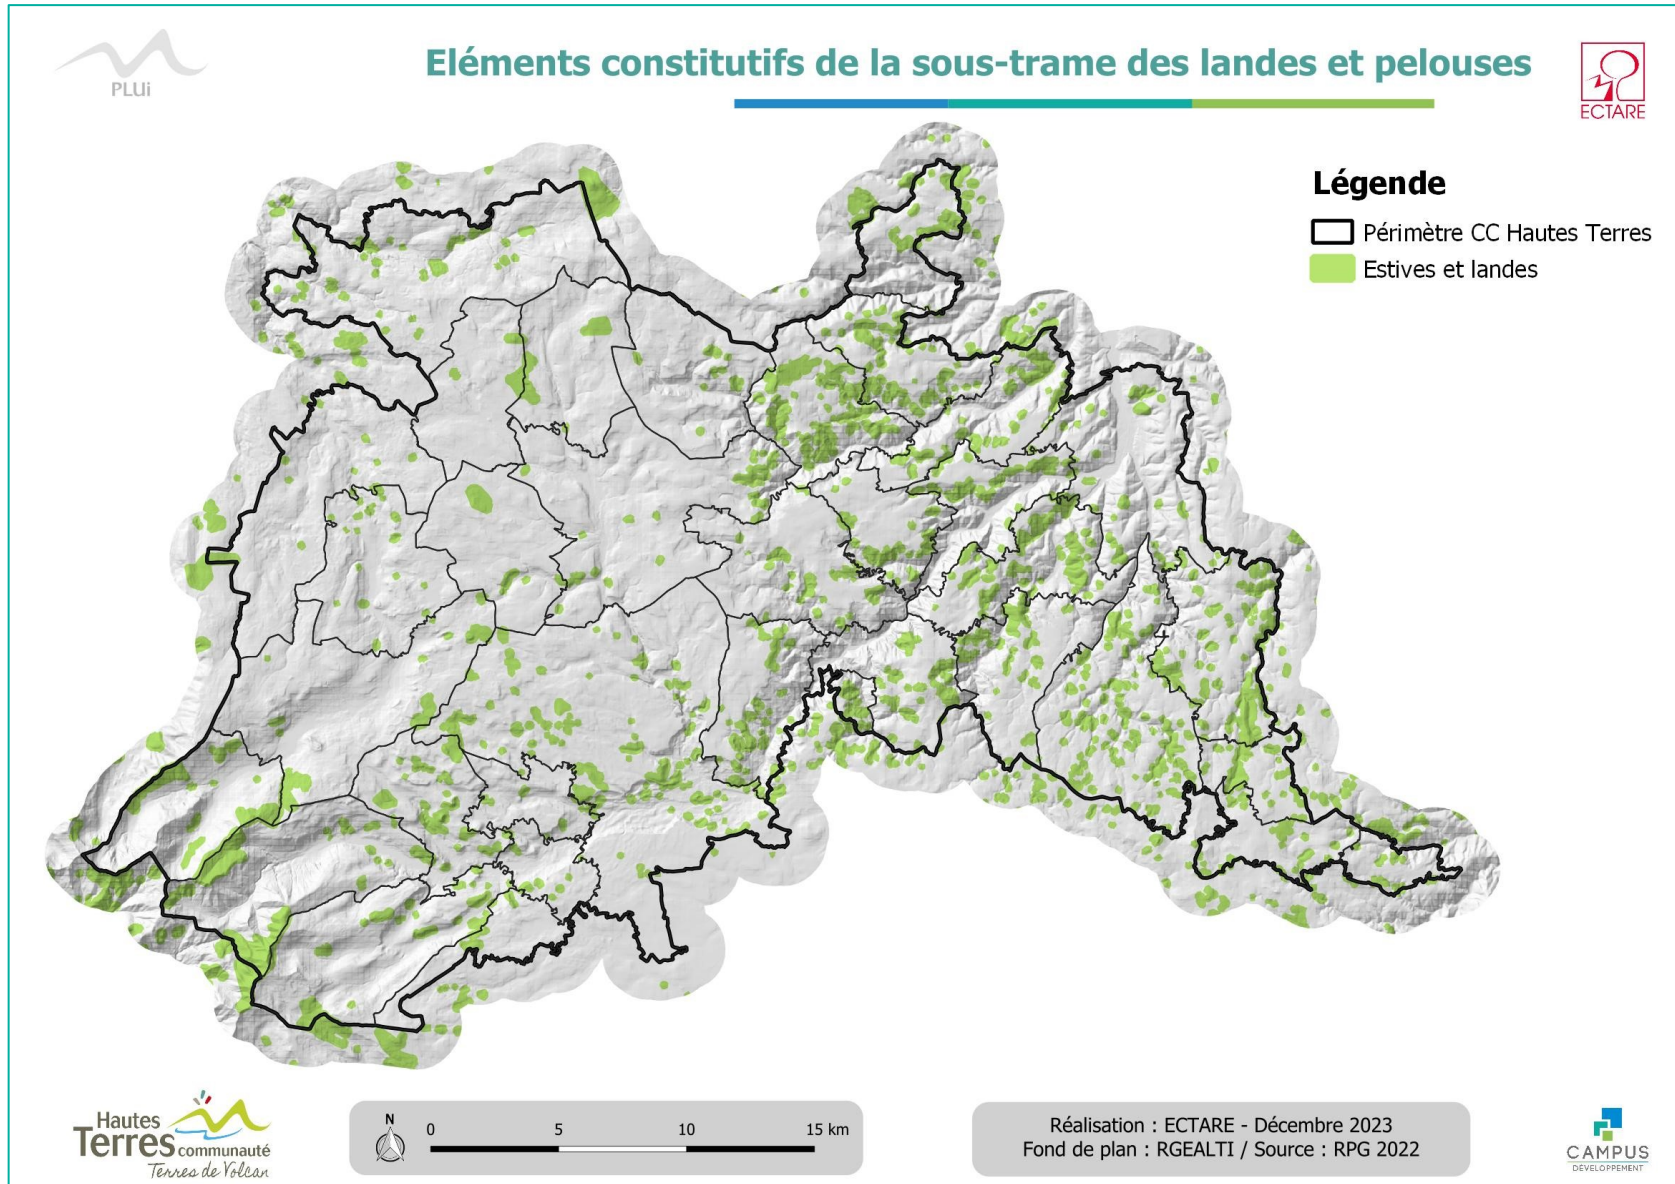 PLUi
Eléments constitutifs de la sous-trame des landes et pelouses
ECTARE
Légende
Périmètre CC Hautes Terres
Estives et landes
Hautes
Terres communauté
Terres de Volcan
N
0 5 10 15 km
Réalisation : ECTARE - Décembre 2023
Fond de plan : RGEALTI / Source : RPG 2022
CAMPUS
DÉVELOPPEMENT